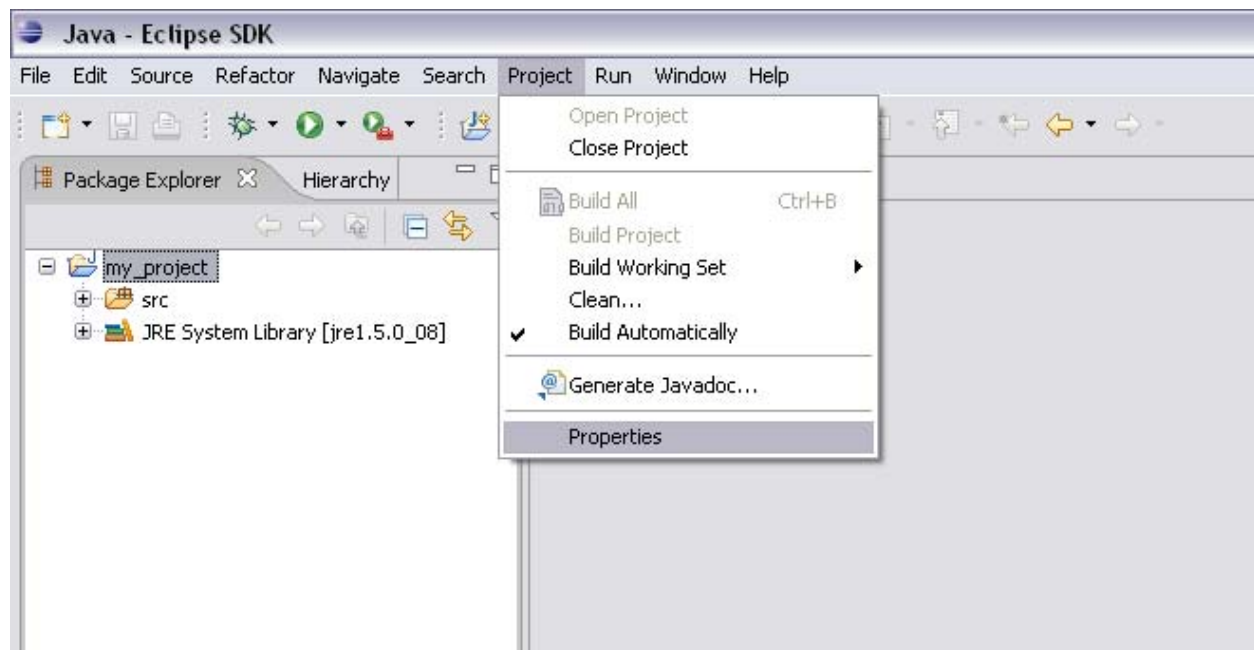 Java - Eclipse SDK
File Edit Source Refactor Navigate Search Project Run Window Help
Open Project
Close Project
Package Explorer Hierarchy
Build All Ctrl+B
Build Project
my_project
Build Working Set
src
Clean...
JRE System Library [jre1.5.0_08]
Build Automatically
Generate Javadoc...
Properties